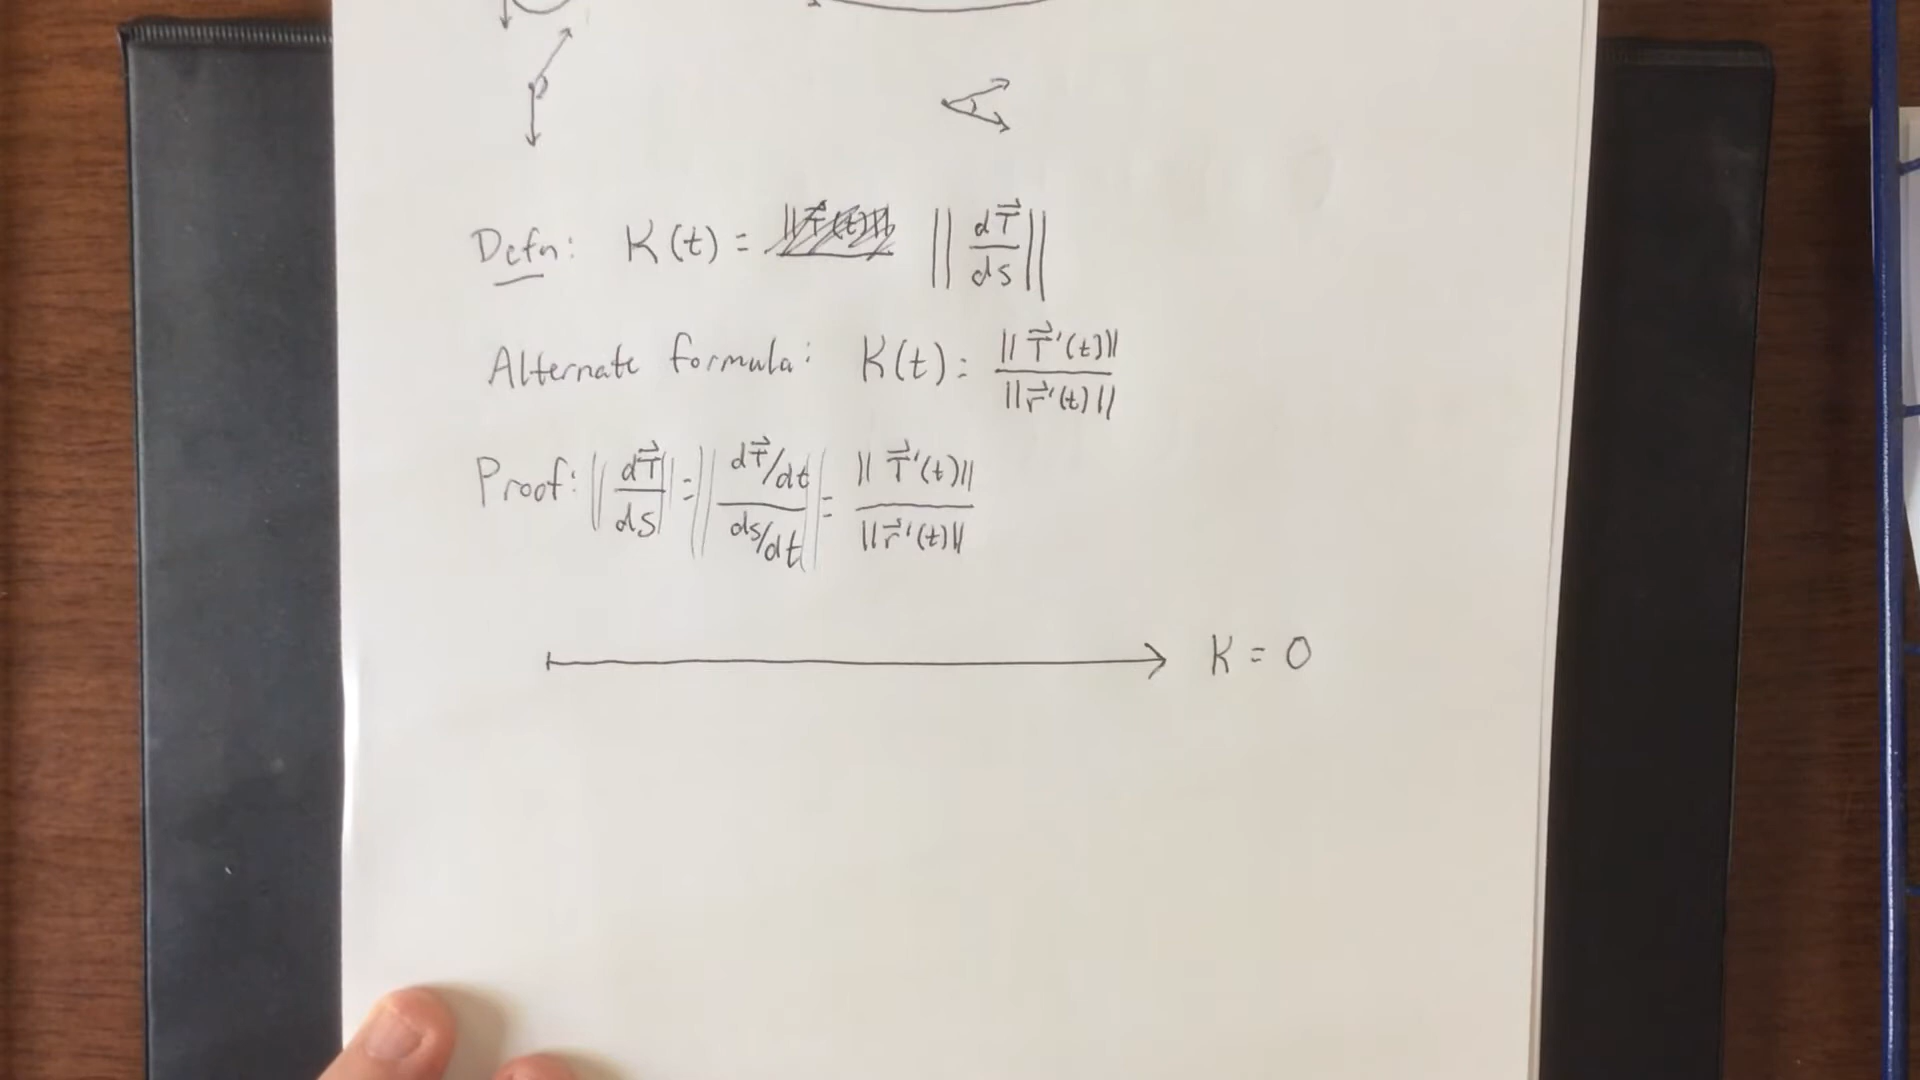 Defn: K(t) = || dT⃗/ds ||
Alternate formula: K(t) = ||T⃗'(t)|| / ||r⃗'(t)||
Proof: || dT⃗/ds || = || (dT⃗/dt) / (ds/dt) || = ||T⃗'(t)|| / ||r⃗'(t)||
K = 0